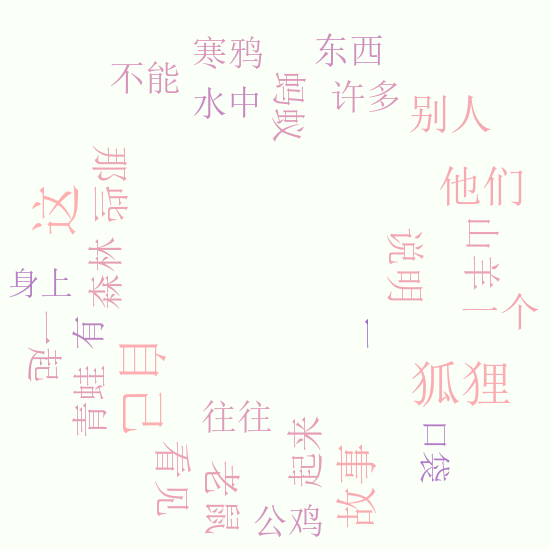 寒鸦
东西
不能
水中
蚂蚁
许多
别人
那些
他们
这
山羊
说明
森林
身上
一个
有
一
一起
自己
狐狸
青蛙
往往
起来
口袋
故事
看见
老鼠
公鸡